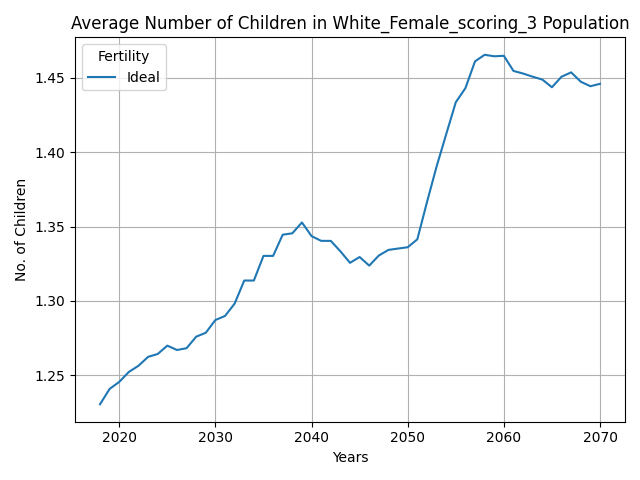 Average Number of Children in White_Female_scoring_3 Population
Fertility
Ideal
1.45
1.40
1.35
1.30
1.25
No. of Children
2020 2030 2040 2050 2060 2070
Years